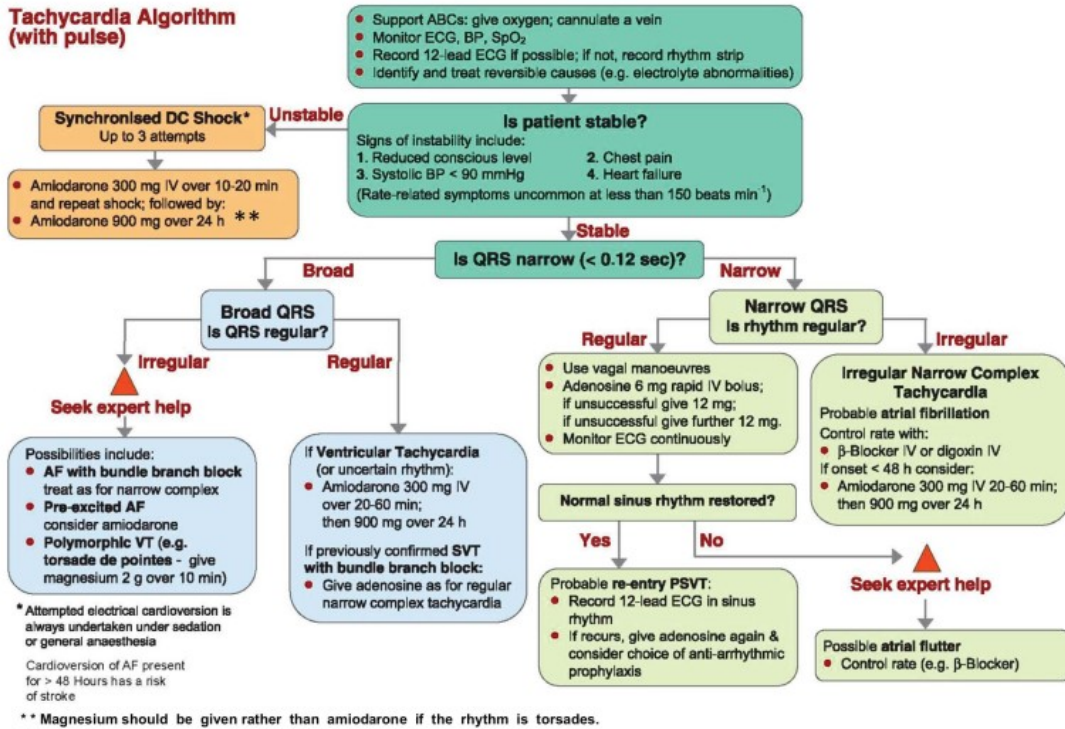 Tachycardia Algorithm
(with pulse)
• Support ABCs: give oxygen; cannulate a vein
• Monitor ECG, BP, SpO₂
• Record 12-lead ECG if possible; if not, record rhythm strip
• Identify and treat reversible causes (e.g. electrolyte abnormalities)
Synchronised DC Shock*
Up to 3 attempts
Unstable
Is patient stable?
Signs of instability include:
1. Reduced conscious level 2. Chest pain
3. Systolic BP < 90 mmHg 4. Heart failure
(Rate-related symptoms uncommon at less than 150 beats min⁻¹)
• Amiodarone 300 mg IV over 10-20 min
and repeat shock; followed by:
• Amiodarone 900 mg over 24 h **
Stable
Is QRS narrow (< 0.12 sec)?
Broad
Narrow
Broad QRS
Is QRS regular?
Narrow QRS
Is rhythm regular?
Irregular
Regular
Regular
Irregular
Seek expert help
Possibilities include:
• AF with bundle branch block
treat as for narrow complex
• Pre-excited AF
consider amiodarone
• Polymorphic VT (e.g.
torsade de pointes - give
magnesium 2 g over 10 min)
If Ventricular Tachycardia
(or uncertain rhythm):
• Amiodarone 300 mg IV
over 20-60 min;
then 900 mg over 24 h
If previously confirmed SVT
with bundle branch block:
• Give adenosine as for regular
narrow complex tachycardia
• Use vagal manoeuvres
• Adenosine 6 mg rapid IV bolus;
if unsuccessful give 12 mg;
if unsuccessful give further 12 mg.
• Monitor ECG continuously
Irregular Narrow Complex
Tachycardia
Probable atrial fibrillation
Control rate with:
• β-Blocker IV or digoxin IV
If onset < 48 h consider:
• Amiodarone 300 mg IV 20-60 min;
then 900 mg over 24 h
Normal sinus rhythm restored?
Yes
No
Seek expert help
Probable re-entry PSVT:
• Record 12-lead ECG in sinus
rhythm
• If recurs, give adenosine again &
consider choice of anti-arrhythmic
prophylaxis
Possible atrial flutter
• Control rate (e.g. β-Blocker)
* Attempted electrical cardioversion is
always undertaken under sedation
or general anaesthesia
Cardioversion of AF present
for > 48 Hours has a risk
of stroke
** Magnesium should be given rather than amiodarone if the rhythm is torsades.